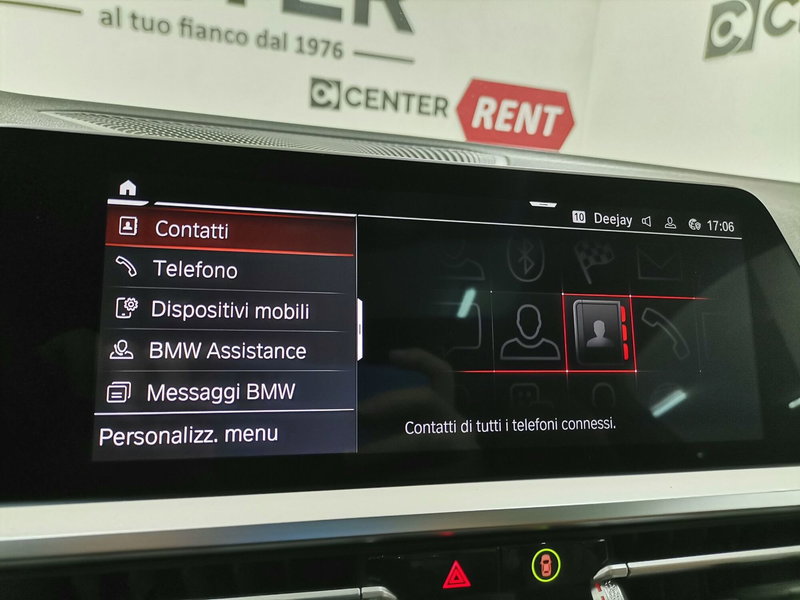 al tuo fianco dal 1976
CENTER
RENT
10 Deejay 17:06
Contatti
Telefono
Dispositivi mobili
BMW Assistance
Messaggi BMW
Personalizz. menu
Contatti di tutti i telefoni connessi.